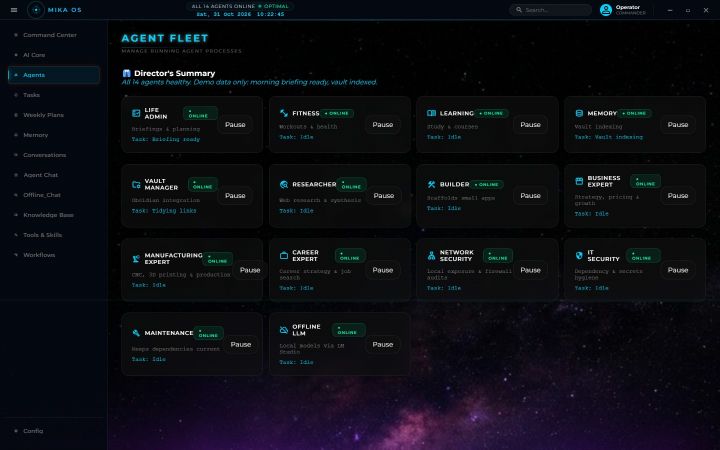 MIKA OS
ALL 14 AGENTS ONLINE OPTIMAL
Sat, 31 Oct 2026 10:23:45
Search...
Operator
COMMANDER
Command Center
AI Core
Agents
Tasks
Weekly Plans
Memory
Conversations
Agent Chat
Offline_Chat
Knowledge Base
Tools & Skills
Workflows
Config
AGENT FLEET
MANAGE RUNNING AGENT PROCESSES
Director's Summary
All 14 agents healthy. Demo data only: morning briefing ready, vault indexed.
LIFE
ADMIN
ONLINE
Briefings & planning
Task: Briefing ready
Pause
FITNESS
ONLINE
Workouts & health
Task: Idle
Pause
LEARNING
ONLINE
Study & courses
Task: Idle
Pause
MEMORY
ONLINE
Vault indexing
Task: Vault indexing
Pause
VAULT
MANAGER
ONLINE
Obsidian integration
Task: Tidying links
Pause
RESEARCHER
ONLINE
Web research & synthesis
Task: Idle
Pause
BUILDER
ONLINE
Scaffolds small apps
Task: Idle
Pause
BUSINESS
EXPERT
ONLINE
Strategy, pricing &
growth
Task: Idle
Pause
MANUFACTURING
EXPERT
ONLINE
CNC, 3D printing & production
Task: Idle
Pause
CAREER
EXPERT
ONLINE
Career strategy & job
search
Task: Idle
Pause
NETWORK
SECURITY
ONLINE
Local exposure & firewall
audits
Task: Idle
Pause
IT
SECURITY
ONLINE
Dependency & secrets
hygiene
Task: Idle
Pause
MAINTENANCE
ONLINE
Keeps dependencies current
Task: Idle
Pause
OFFLINE
LLM
ONLINE
Local models via LM
Studio
Task: Idle
Pause